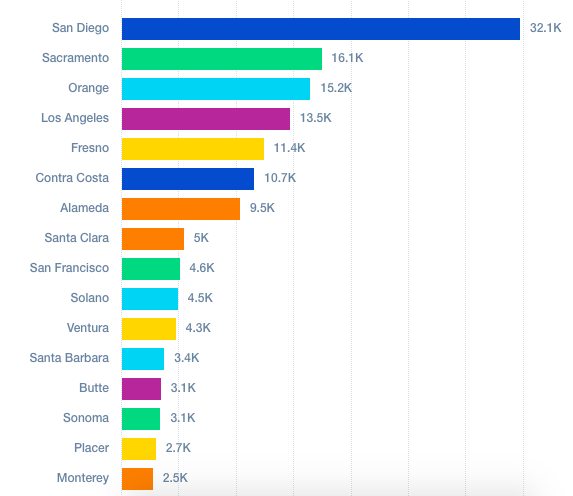 San Diego 32.1K
Sacramento 16.1K
Orange 15.2K
Los Angeles 13.5K
Fresno 11.4K
Contra Costa 10.7K
Alameda 9.5K
Santa Clara 5K
San Francisco 4.6K
Solano 4.5K
Ventura 4.3K
Santa Barbara 3.4K
Butte 3.1K
Sonoma 3.1K
Placer 2.7K
Monterey 2.5K